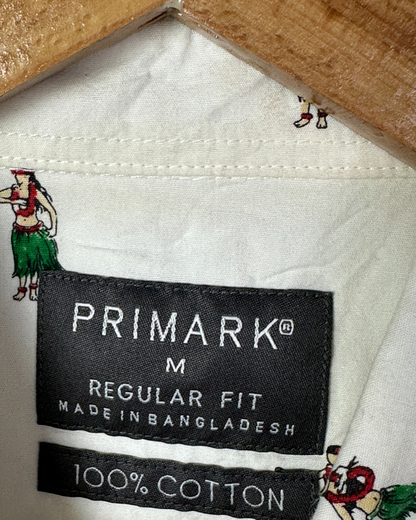 PRIMARK®
M
REGULAR FIT
MADE IN BANGLADESH
100% COTTON